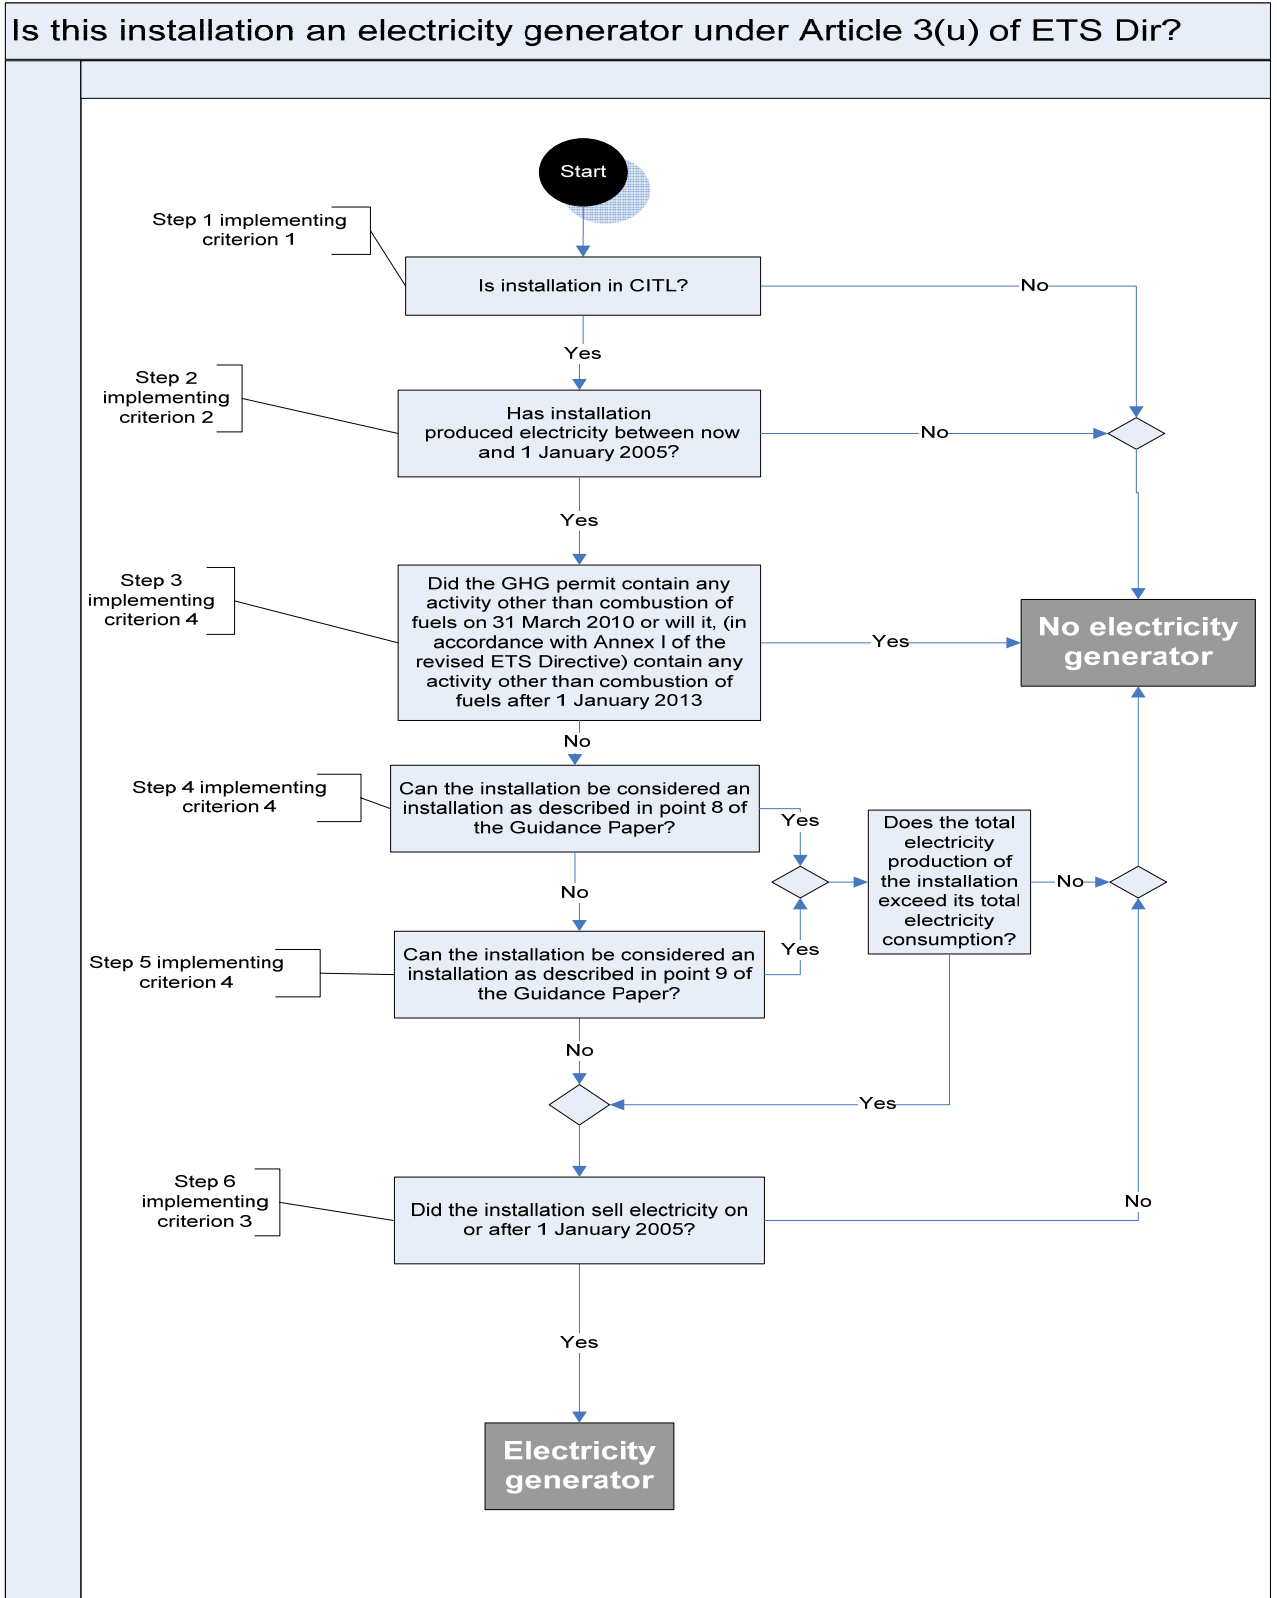 Is this installation an electricity generator under Article 3(u) of ETS Dir?
Start
Step 1 implementing
criterion 1
Is installation in CITL?
No
Yes
Step 2
implementing
criterion 2
Has installation
produced electricity between now
and 1 January 2005?
No
Yes
Step 3
implementing
criterion 4
Did the GHG permit contain any
activity other than combustion of
fuels on 31 March 2010 or will it, (in
accordance with Annex I of the
revised ETS Directive) contain any
activity other than combustion of
fuels after 1 January 2013
Yes
No electricity
generator
No
Step 4 implementing
criterion 4
Can the installation be considered an
installation as described in point 8 of
the Guidance Paper?
Yes
Does the total
electricity
production of
the installation
exceed its total
electricity
consumption?
No
No
Step 5 implementing
criterion 4
Can the installation be considered an
installation as described in point 9 of
the Guidance Paper?
Yes
No
Yes
Step 6
implementing
criterion 3
Did the installation sell electricity on
or after 1 January 2005?
No
Yes
Electricity
generator